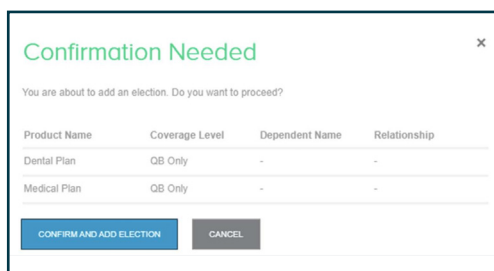 Confirmation Needed
×
You are about to add an election. Do you want to proceed?
Product Name Coverage Level Dependent Name Relationship
Dental Plan QB Only - -
Medical Plan QB Only - -
CONFIRM AND ADD ELECTION CANCEL